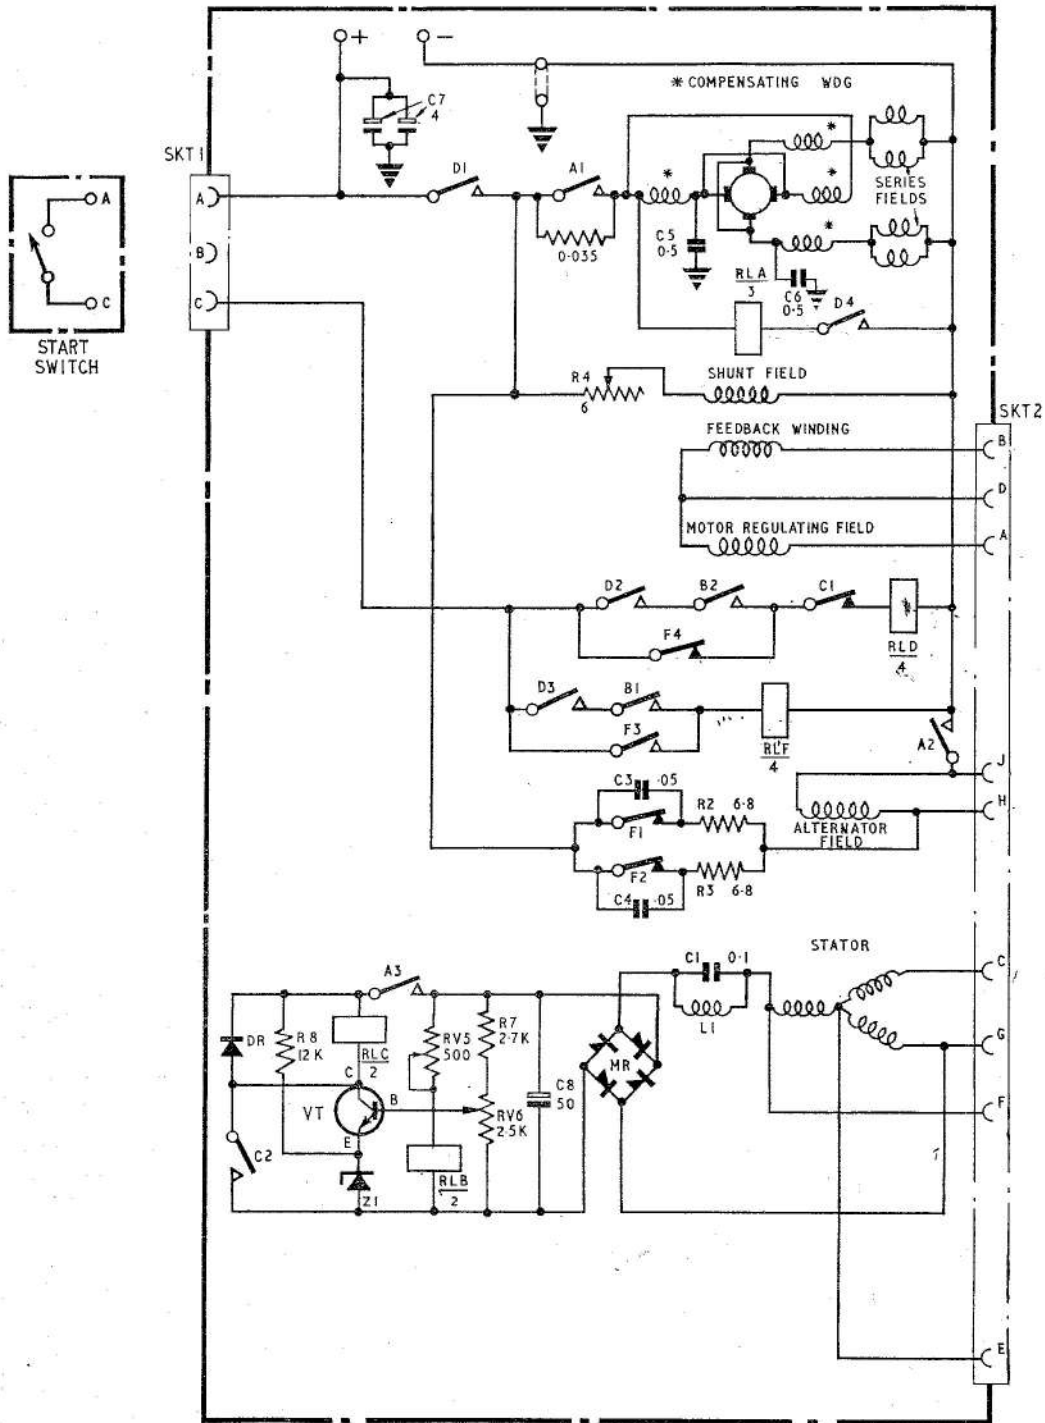 +
−
* COMPENSATING WDG
C7
4
SKT 1
A
B
C
A
C
START
SWITCH
D1
A1
0·035
*
*
*
SERIES
FIELDS
C5
0·5
C6
0·5
RLA
3
D4
R4
6
SHUNT FIELD
SKT2
FEEDBACK WINDING
B
D
MOTOR REGULATING FIELD
A
D2
B2
C1
F4
RLD
4
D3
B1
F3
RLF
4
A2
J
H
C3 ·05
F1
R2 6·8
ALTERNATOR
FIELD
F2
R3 6·8
C4 ·05
STATOR
C1 0·1
L1
C
G
F
A3
DR
R8
12K
RLC
2
C
VT
B
E
Z1
C2
RV5
500
R7
2·7K
RV6
2·5K
RLB
2
C8
50
MR
E